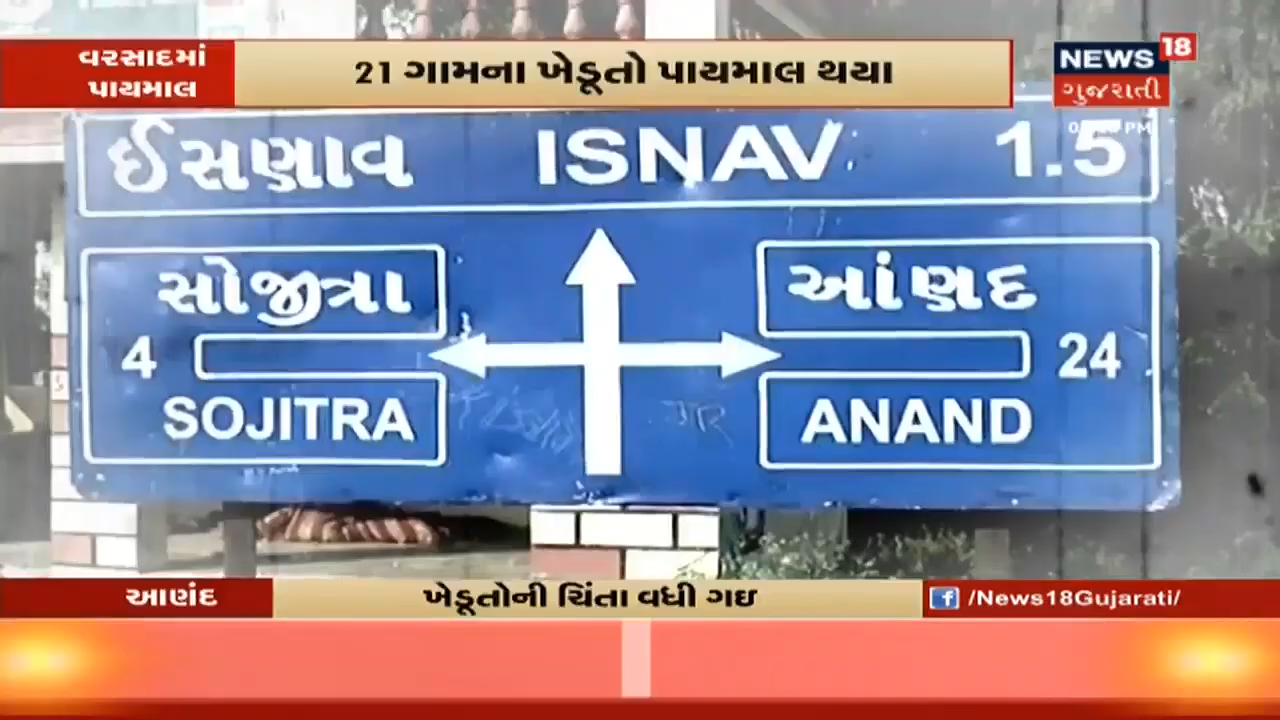 વરસાદમાં
પાયમાલ
21 ગામના ખેડૂતો પાયમાલ થયા
NEWS 18
ગુજરાતી
PM
ઈસણાવ ISNAV 1.5
સોજીત્રા
આંણદ
4
24
SOJITRA
ANAND
આણંદ
ખેડૂતોની ચિંતા વધી ગઇ
/News18Gujarati/